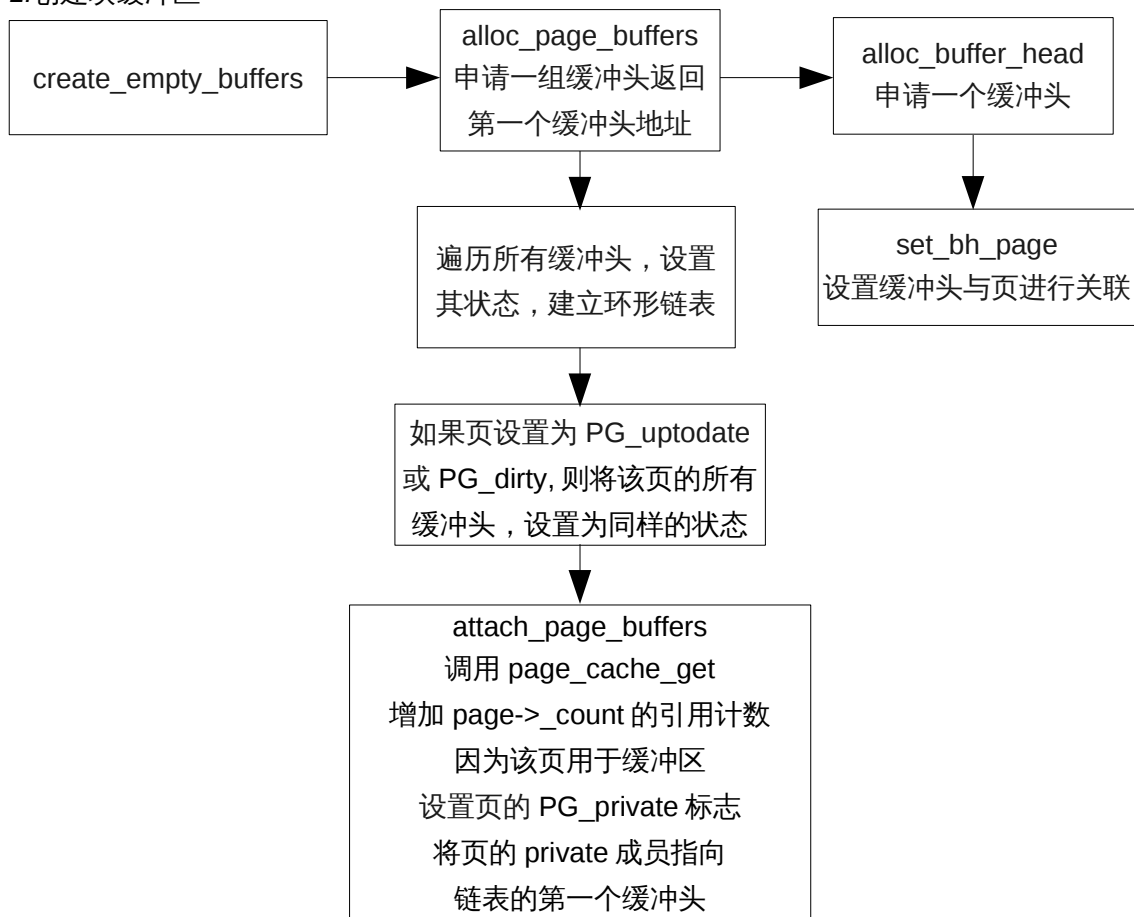 create_empty_buffers
alloc_page_buffers
申请一组缓冲头返回
第一个缓冲头地址
alloc_buffer_head
申请一个缓冲头
set_bh_page
设置缓冲头与页进行关联
遍历所有缓冲头，设置
其状态，建立环形链表
如果页设置为 PG_uptodate
或 PG_dirty, 则将该页的所有
缓冲头，设置为同样的状态
attach_page_buffers
调用 page_cache_get
增加 page->_count 的引用计数
因为该页用于缓冲区
设置页的 PG_private 标志
将页的 private 成员指向
链表的第一个缓冲头